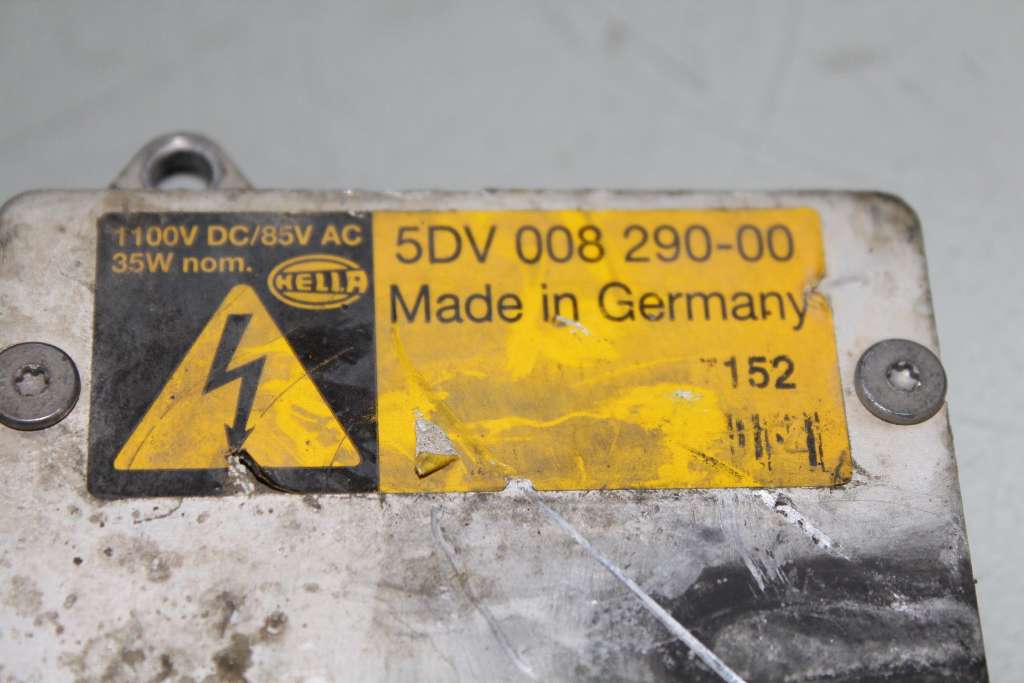 1100V DC/85V AC
35W nom.
HELLA
5DV 008 290-00
Made in Germany
152